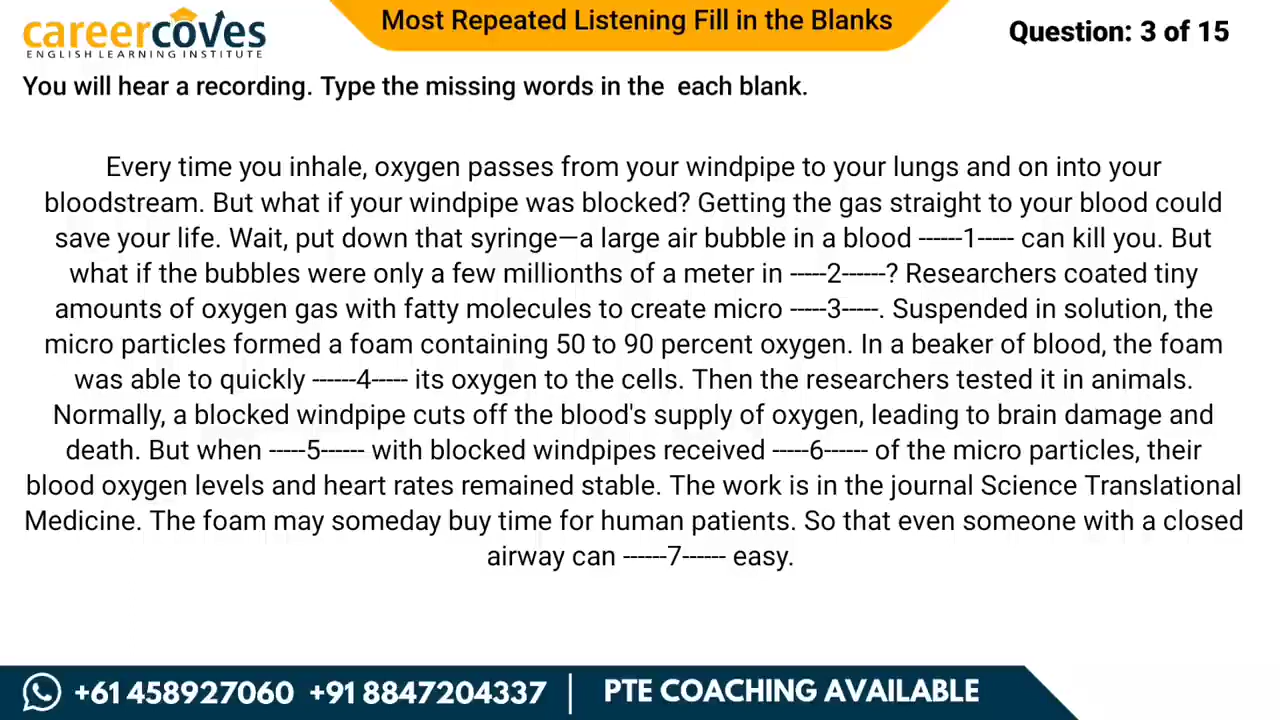 careercoves
ENGLISH LEARNING INSTITUTE
Most Repeated Listening Fill in the Blanks
Question: 3 of 15
You will hear a recording. Type the missing words in the  each blank.
Every time you inhale, oxygen passes from your windpipe to your lungs and on into your
bloodstream. But what if your windpipe was blocked? Getting the gas straight to your blood could
save your life. Wait, put down that syringe—a large air bubble in a blood ------1----- can kill you. But
what if the bubbles were only a few millionths of a meter in -----2------? Researchers coated tiny
amounts of oxygen gas with fatty molecules to create micro -----3-----. Suspended in solution, the
micro particles formed a foam containing 50 to 90 percent oxygen. In a beaker of blood, the foam
was able to quickly ------4----- its oxygen to the cells. Then the researchers tested it in animals.
Normally, a blocked windpipe cuts off the blood's supply of oxygen, leading to brain damage and
death. But when -----5------ with blocked windpipes received -----6------ of the micro particles, their
blood oxygen levels and heart rates remained stable. The work is in the journal Science Translational
Medicine. The foam may someday buy time for human patients. So that even someone with a closed
airway can ------7------ easy.
+61 458927060 +91 8847204337 | PTE COACHING AVAILABLE